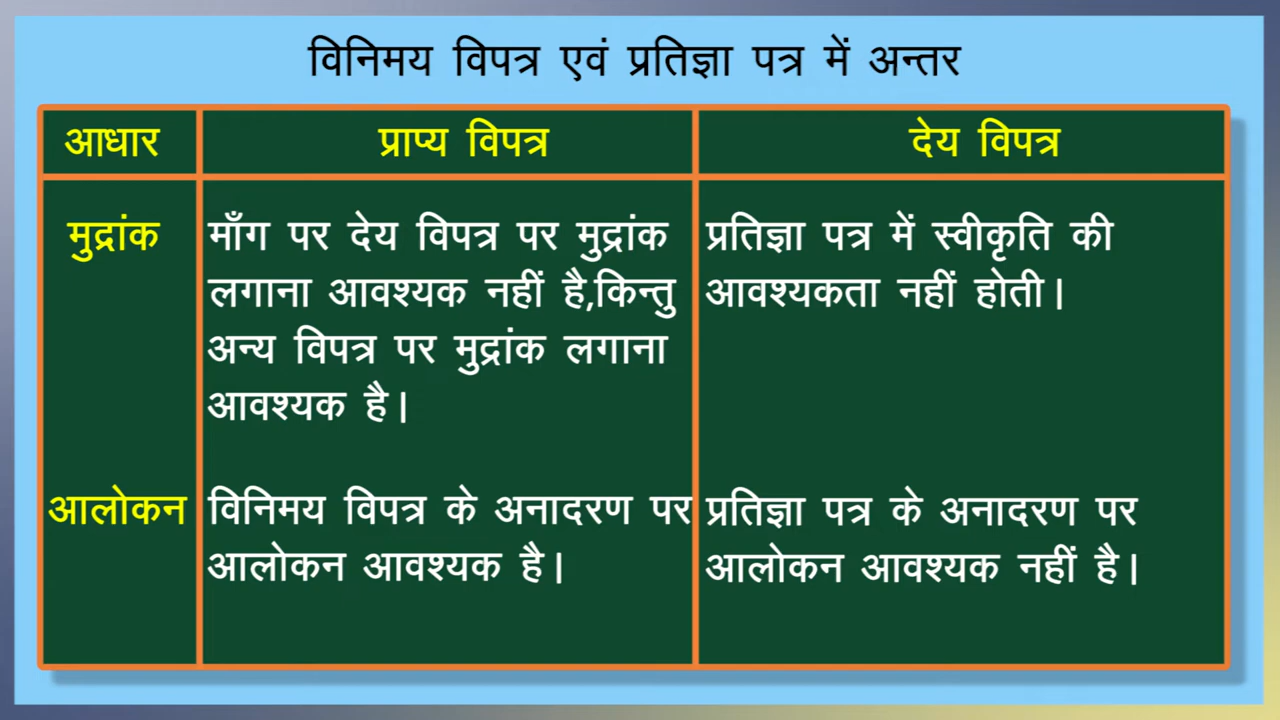 विनिमय विपत्र एवं प्रतिज्ञा पत्र में अन्तर
आधार
प्राप्य विपत्र
देय विपत्र
मुद्रांक
माँग पर देय विपत्र पर मुद्रांक
लगाना आवश्यक नहीं है,किन्तु
अन्य विपत्र पर मुद्रांक लगाना
आवश्यक है।
प्रतिज्ञा पत्र में स्वीकृति की
आवश्यकता नहीं होती।
आलोकन
विनिमय विपत्र के अनादरण पर
आलोकन आवश्यक है।
प्रतिज्ञा पत्र के अनादरण पर
आलोकन आवश्यक नहीं है।